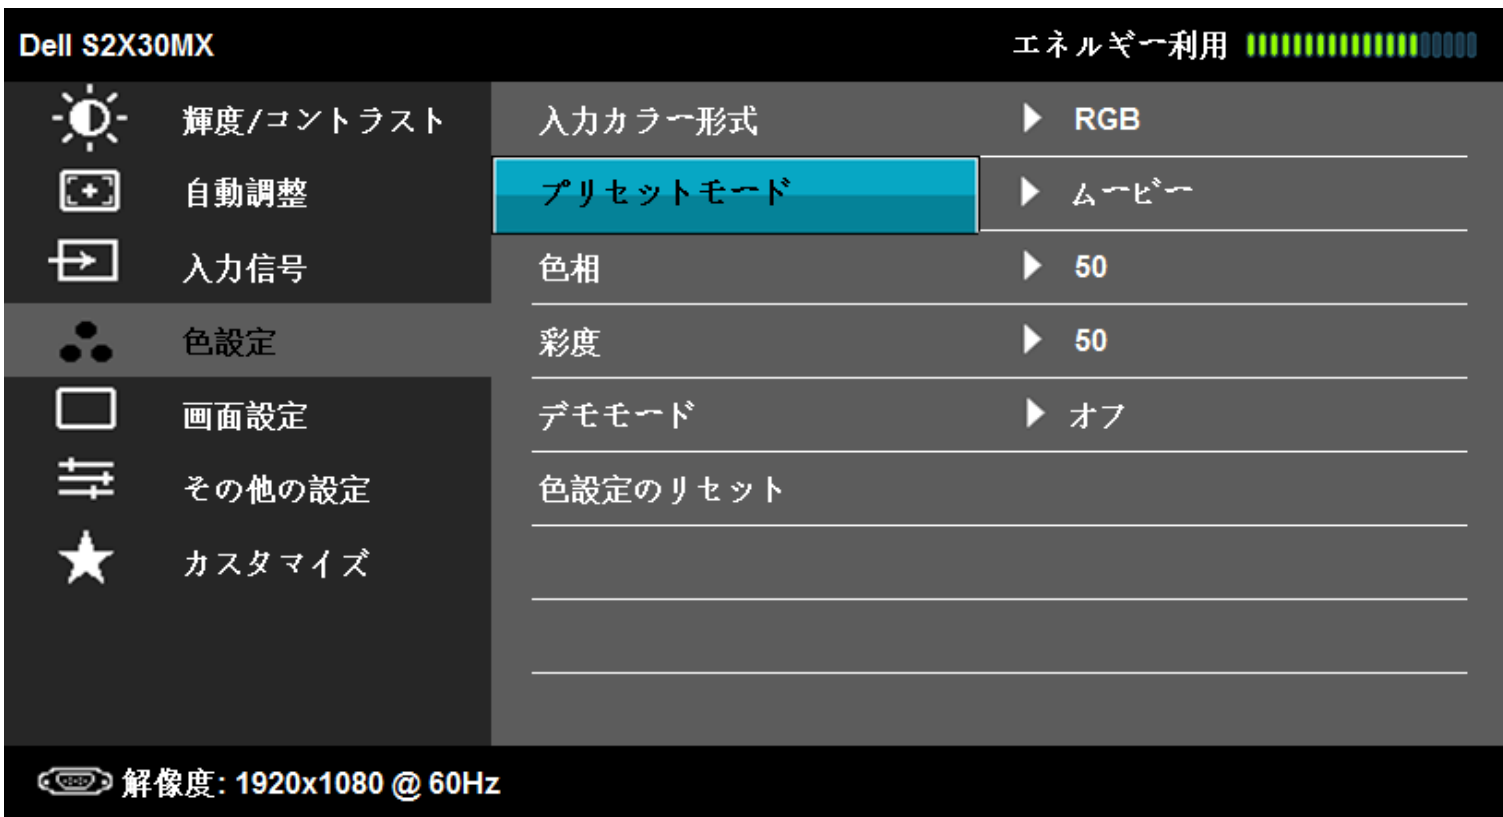 Dell S2X30MX エネルギー利用
輝度/コントラスト 入力カラー形式 RGB
自動調整 プリセットモード ムービー
入力信号 色相 50
色設定 彩度 50
画面設定 デモモード オフ
その他の設定 色設定のリセット
カスタマイズ
解像度: 1920x1080 @ 60Hz